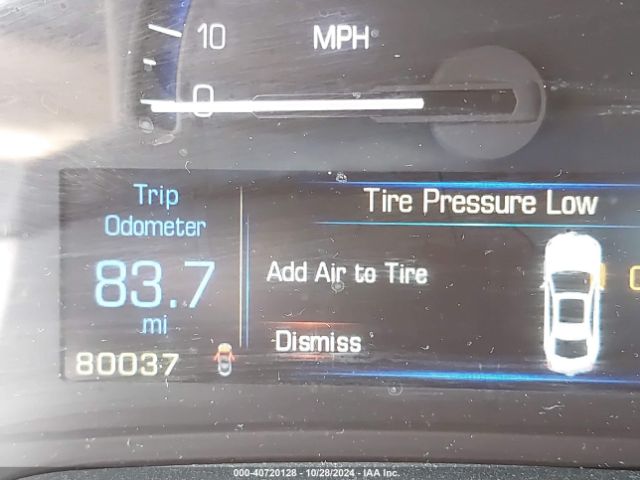 10 MPH
0
Trip
Odometer
83.7
mi
80037
Tire Pressure Low
Add Air to Tire
Dismiss
000-40720128 - 10/28/2024 - IAA Inc.